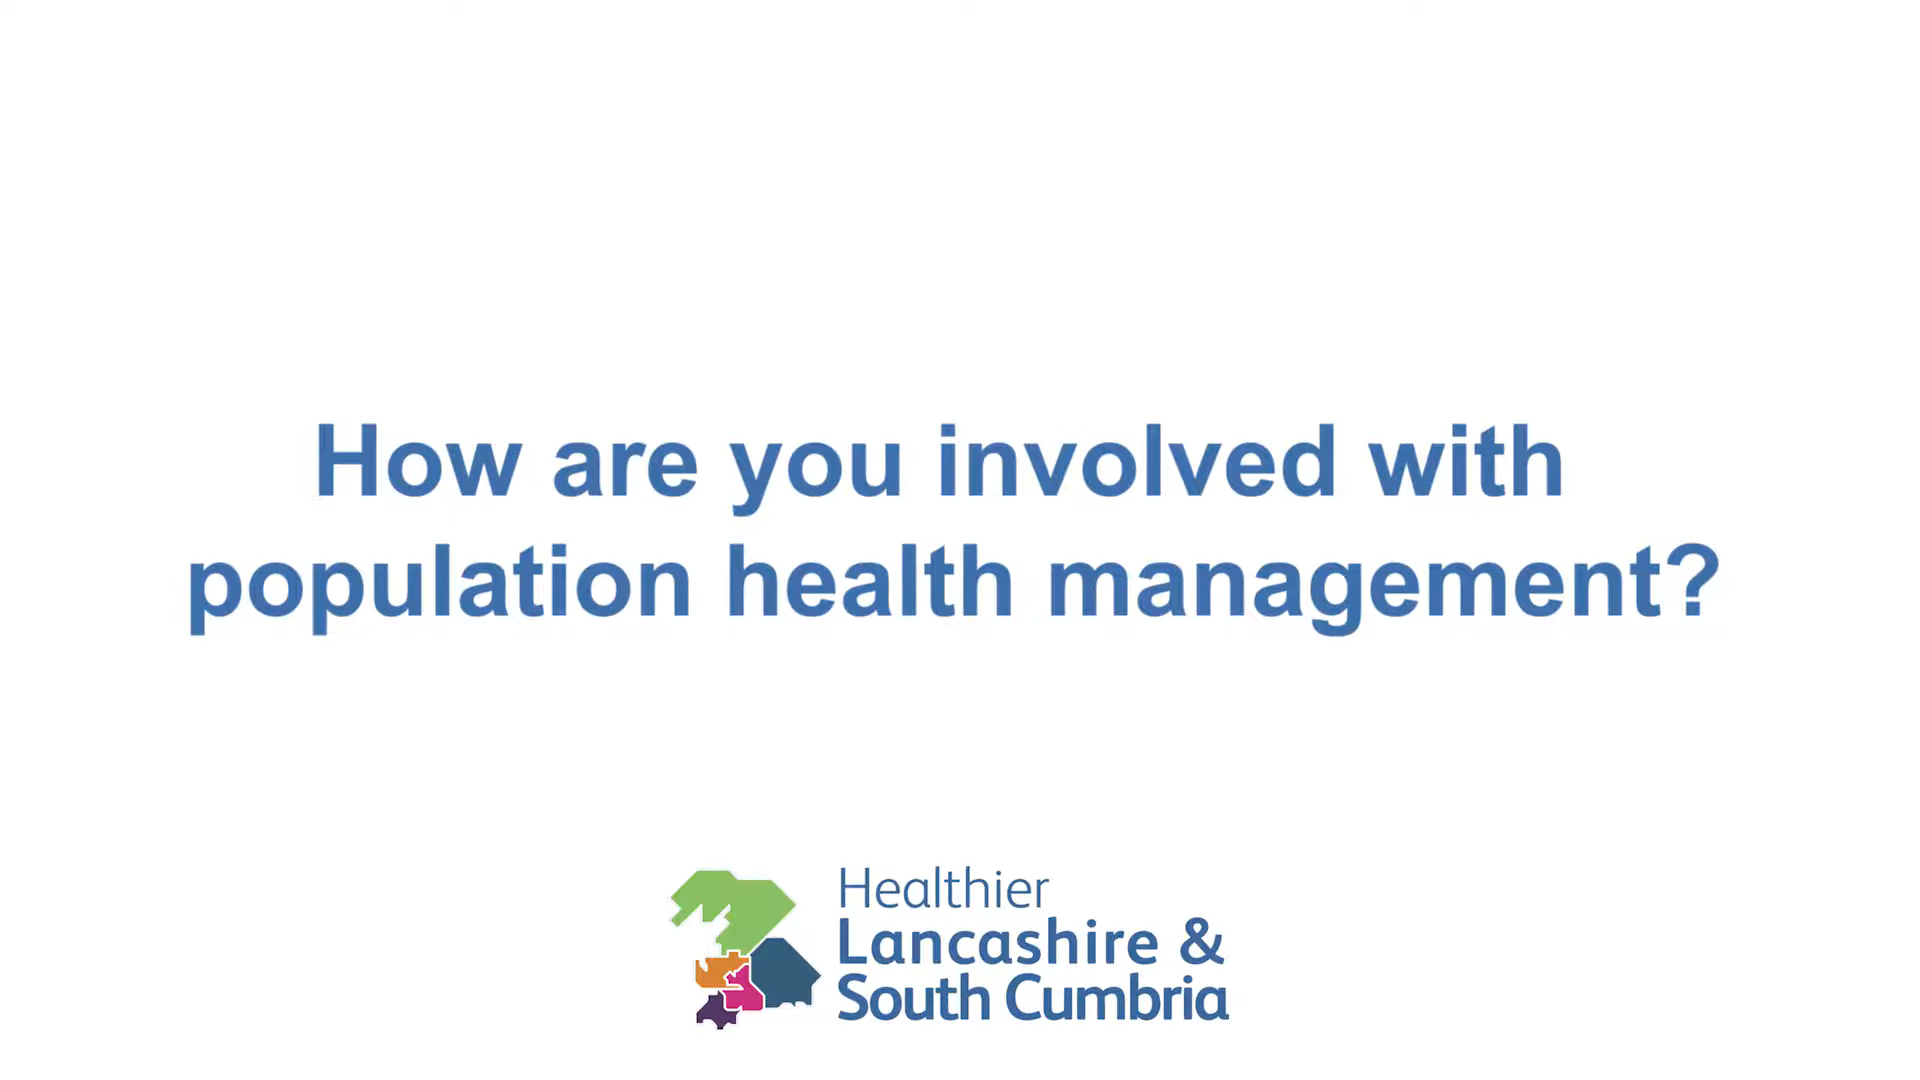 How are you involved with
population health management?
Healthier
Lancashire &
South Cumbria